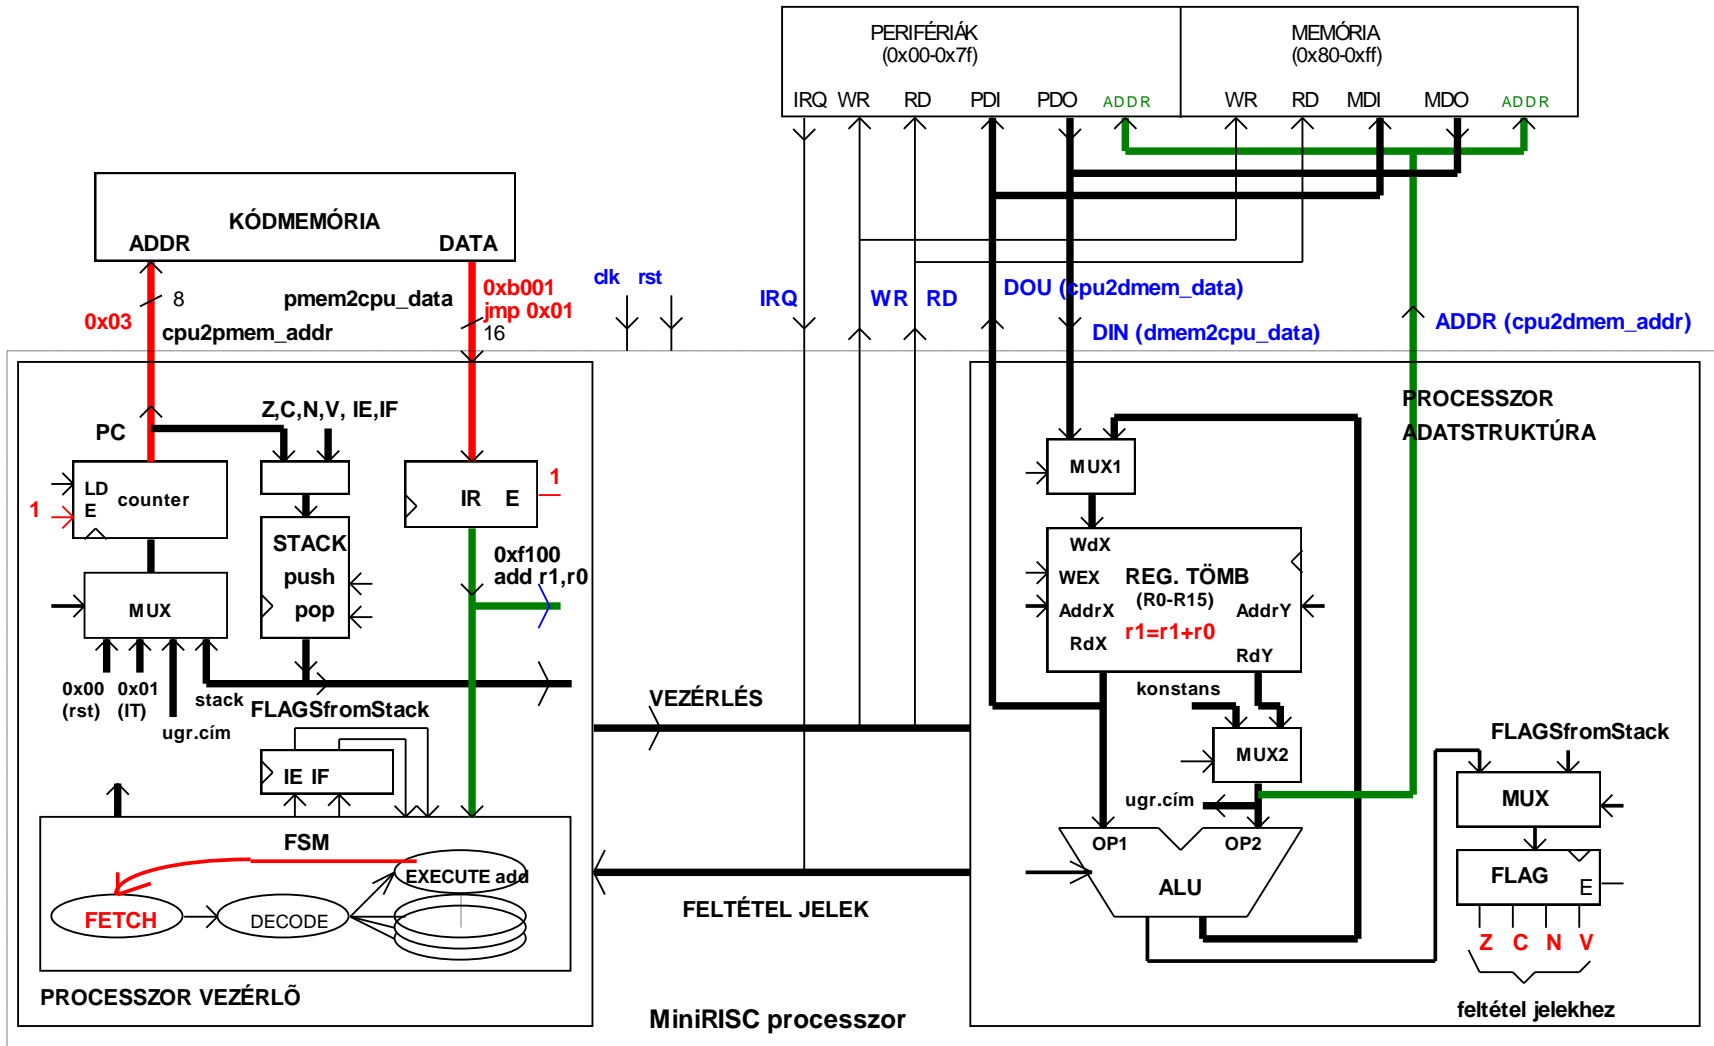 PERIFÉRIÁK
(0x00-0x7f)
MEMÓRIA
(0x80-0xff)
IRQ WR RD PDI PDO ADDR
WR RD MDI MDO ADDR
KÓDMEMÓRIA
ADDR DATA
8
0x03
cpu2pmem_addr
pmem2cpu_data
0xb001
jmp 0x01
16
clk rst
IRQ
WR RD
DOU (cpu2dmem_data)
DIN (dmem2cpu_data)
ADDR (cpu2dmem_addr)
PC
Z,C,N,V, IE,IF
LD
E
counter
1
IR E
1
STACK
push
pop
0xf100
add r1,r0
MUX
0x00
(rst)
0x01
(IT)
ugr.cím
stack
FLAGSfromStack
IE IF
FSM
FETCH
DECODE
EXECUTE add
PROCESSZOR VEZÉRLÕ
VEZÉRLÉS
FELTÉTEL JELEK
MiniRISC processzor
PROCESSZOR
ADATSTRUKTÚRA
MUX1
WdX
WEX
AddrX
RdX
REG. TÖMB
(R0-R15)
r1=r1+r0
AddrY
RdY
konstans
MUX2
ugr.cím
OP1 OP2
ALU
FLAGSfromStack
MUX
FLAG
E
Z C N V
feltétel jelekhez